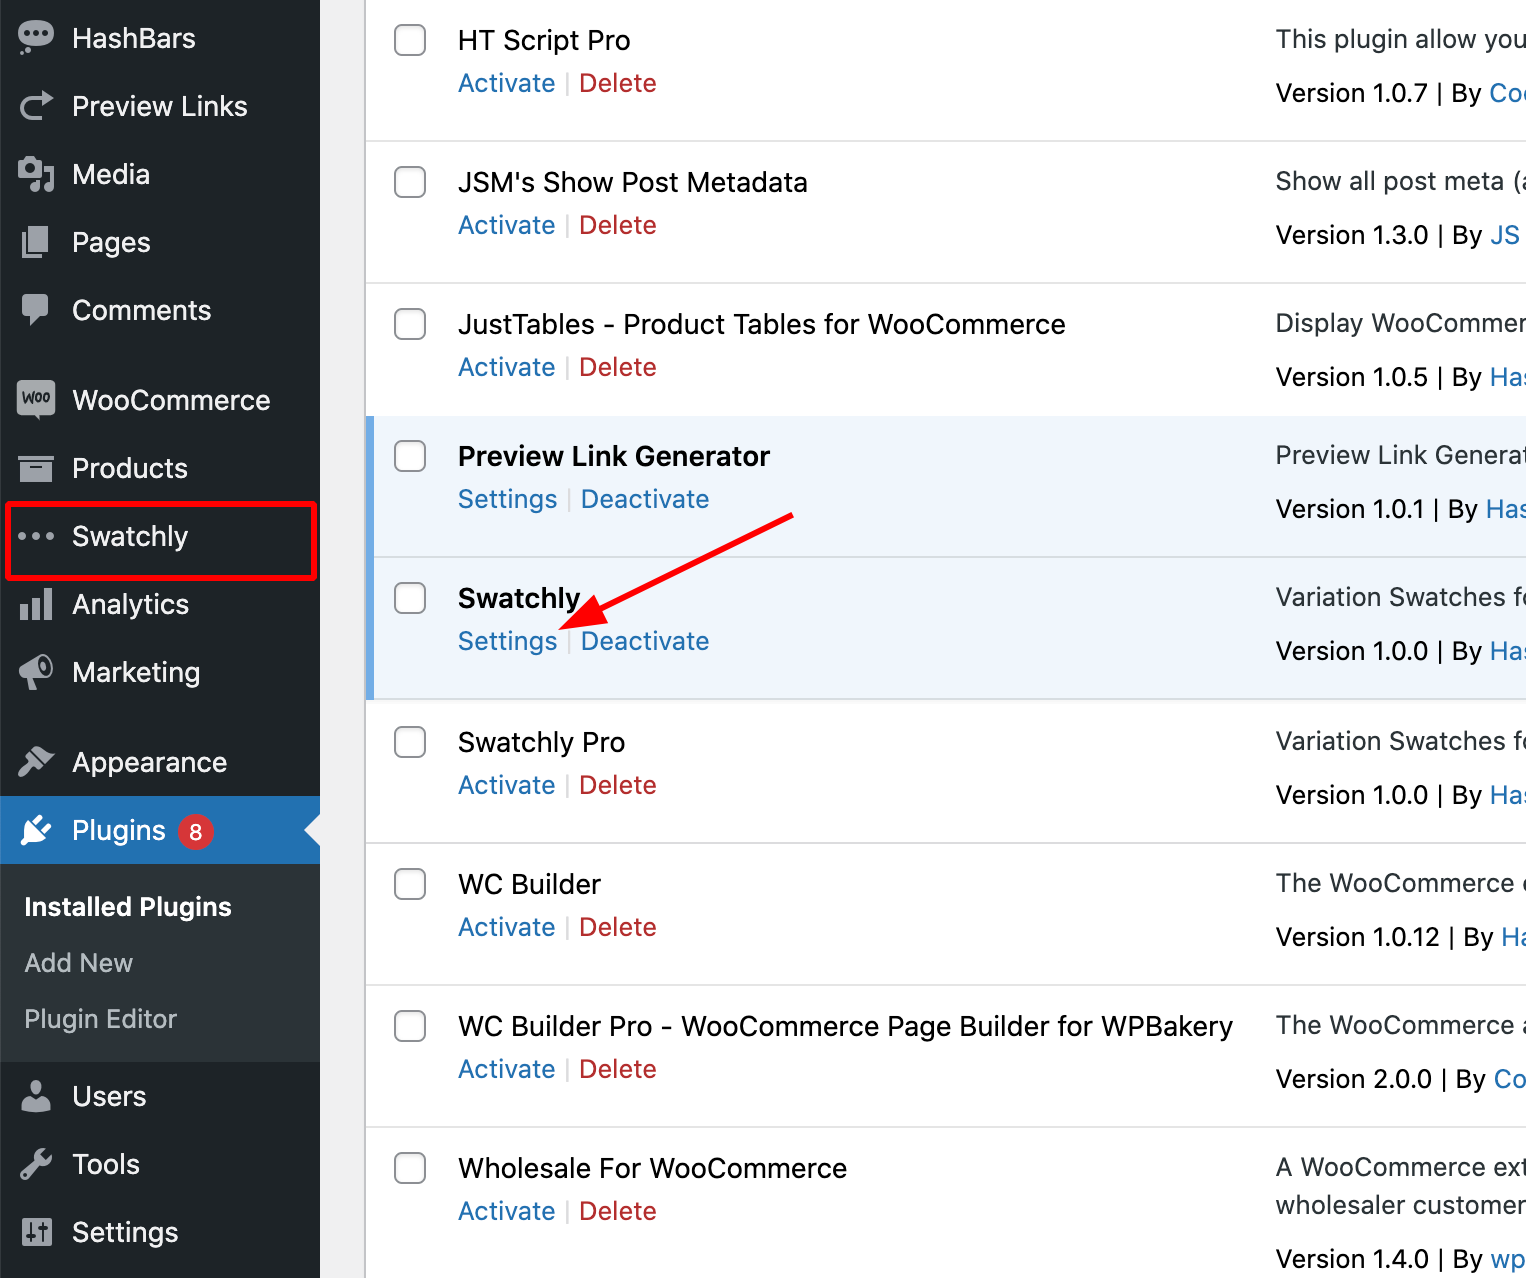 HashBars
Preview Links
Media
Pages
Comments
Woo WooCommerce
Products
Swatchly
Analytics
Marketing
Appearance
Plugins 8
Installed Plugins
Add New
Plugin Editor
Users
Tools
Settings
HT Script Pro
Activate | Delete
This plugin allow you
Version 1.0.7 | By Coo
JSM's Show Post Metadata
Activate | Delete
Show all post meta (a
Version 1.3.0 | By JS
JustTables - Product Tables for WooCommerce
Activate | Delete
Display WooCommer
Version 1.0.5 | By Has
Preview Link Generator
Settings | Deactivate
Preview Link Generat
Version 1.0.1 | By Has
Swatchly
Settings | Deactivate
Variation Swatches fo
Version 1.0.0 | By Has
Swatchly Pro
Activate | Delete
Variation Swatches fo
Version 1.0.0 | By Has
WC Builder
Activate | Delete
The WooCommerce e
Version 1.0.12 | By Ha
WC Builder Pro - WooCommerce Page Builder for WPBakery
Activate | Delete
The WooCommerce a
Version 2.0.0 | By Co
Wholesale For WooCommerce
Activate | Delete
A WooCommerce ext
wholesaler customer
Version 1.4.0 | By wp